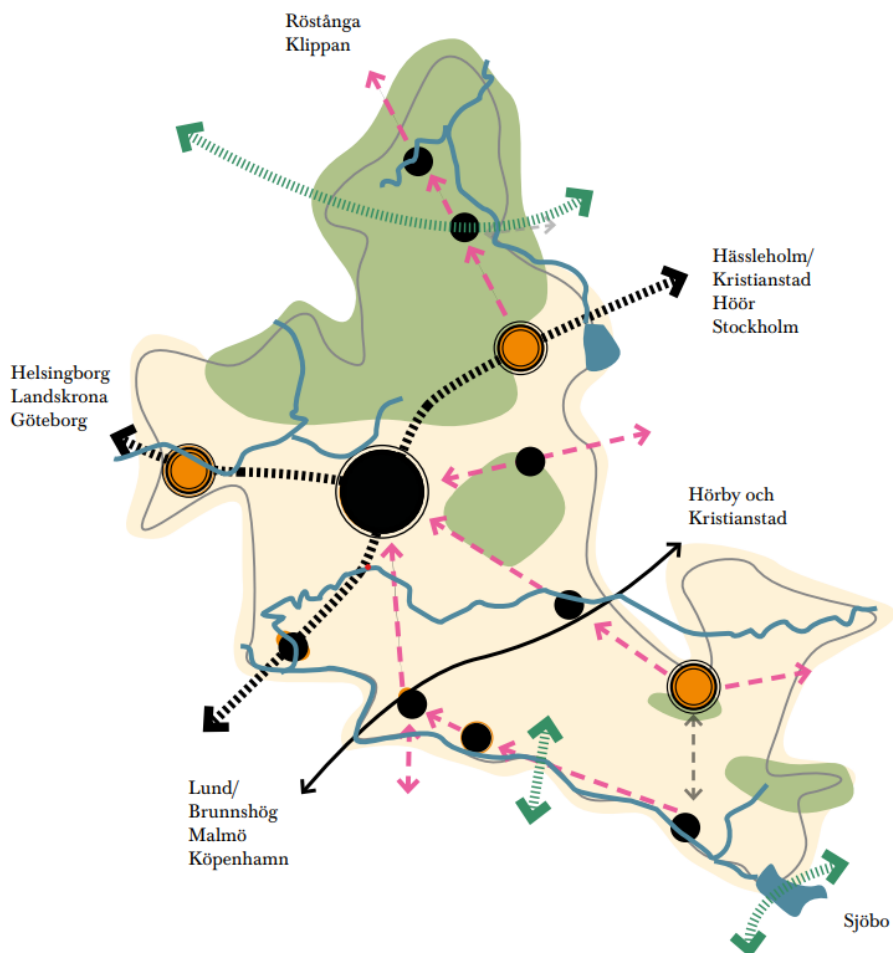 Röstånga
Klippan
Hässleholm/
Kristianstad
Höör
Stockholm
Helsingborg
Landskrona
Göteborg
Hörby och
Kristianstad
Lund/
Brunnshög
Malmö
Köpenhamn
Sjöbo